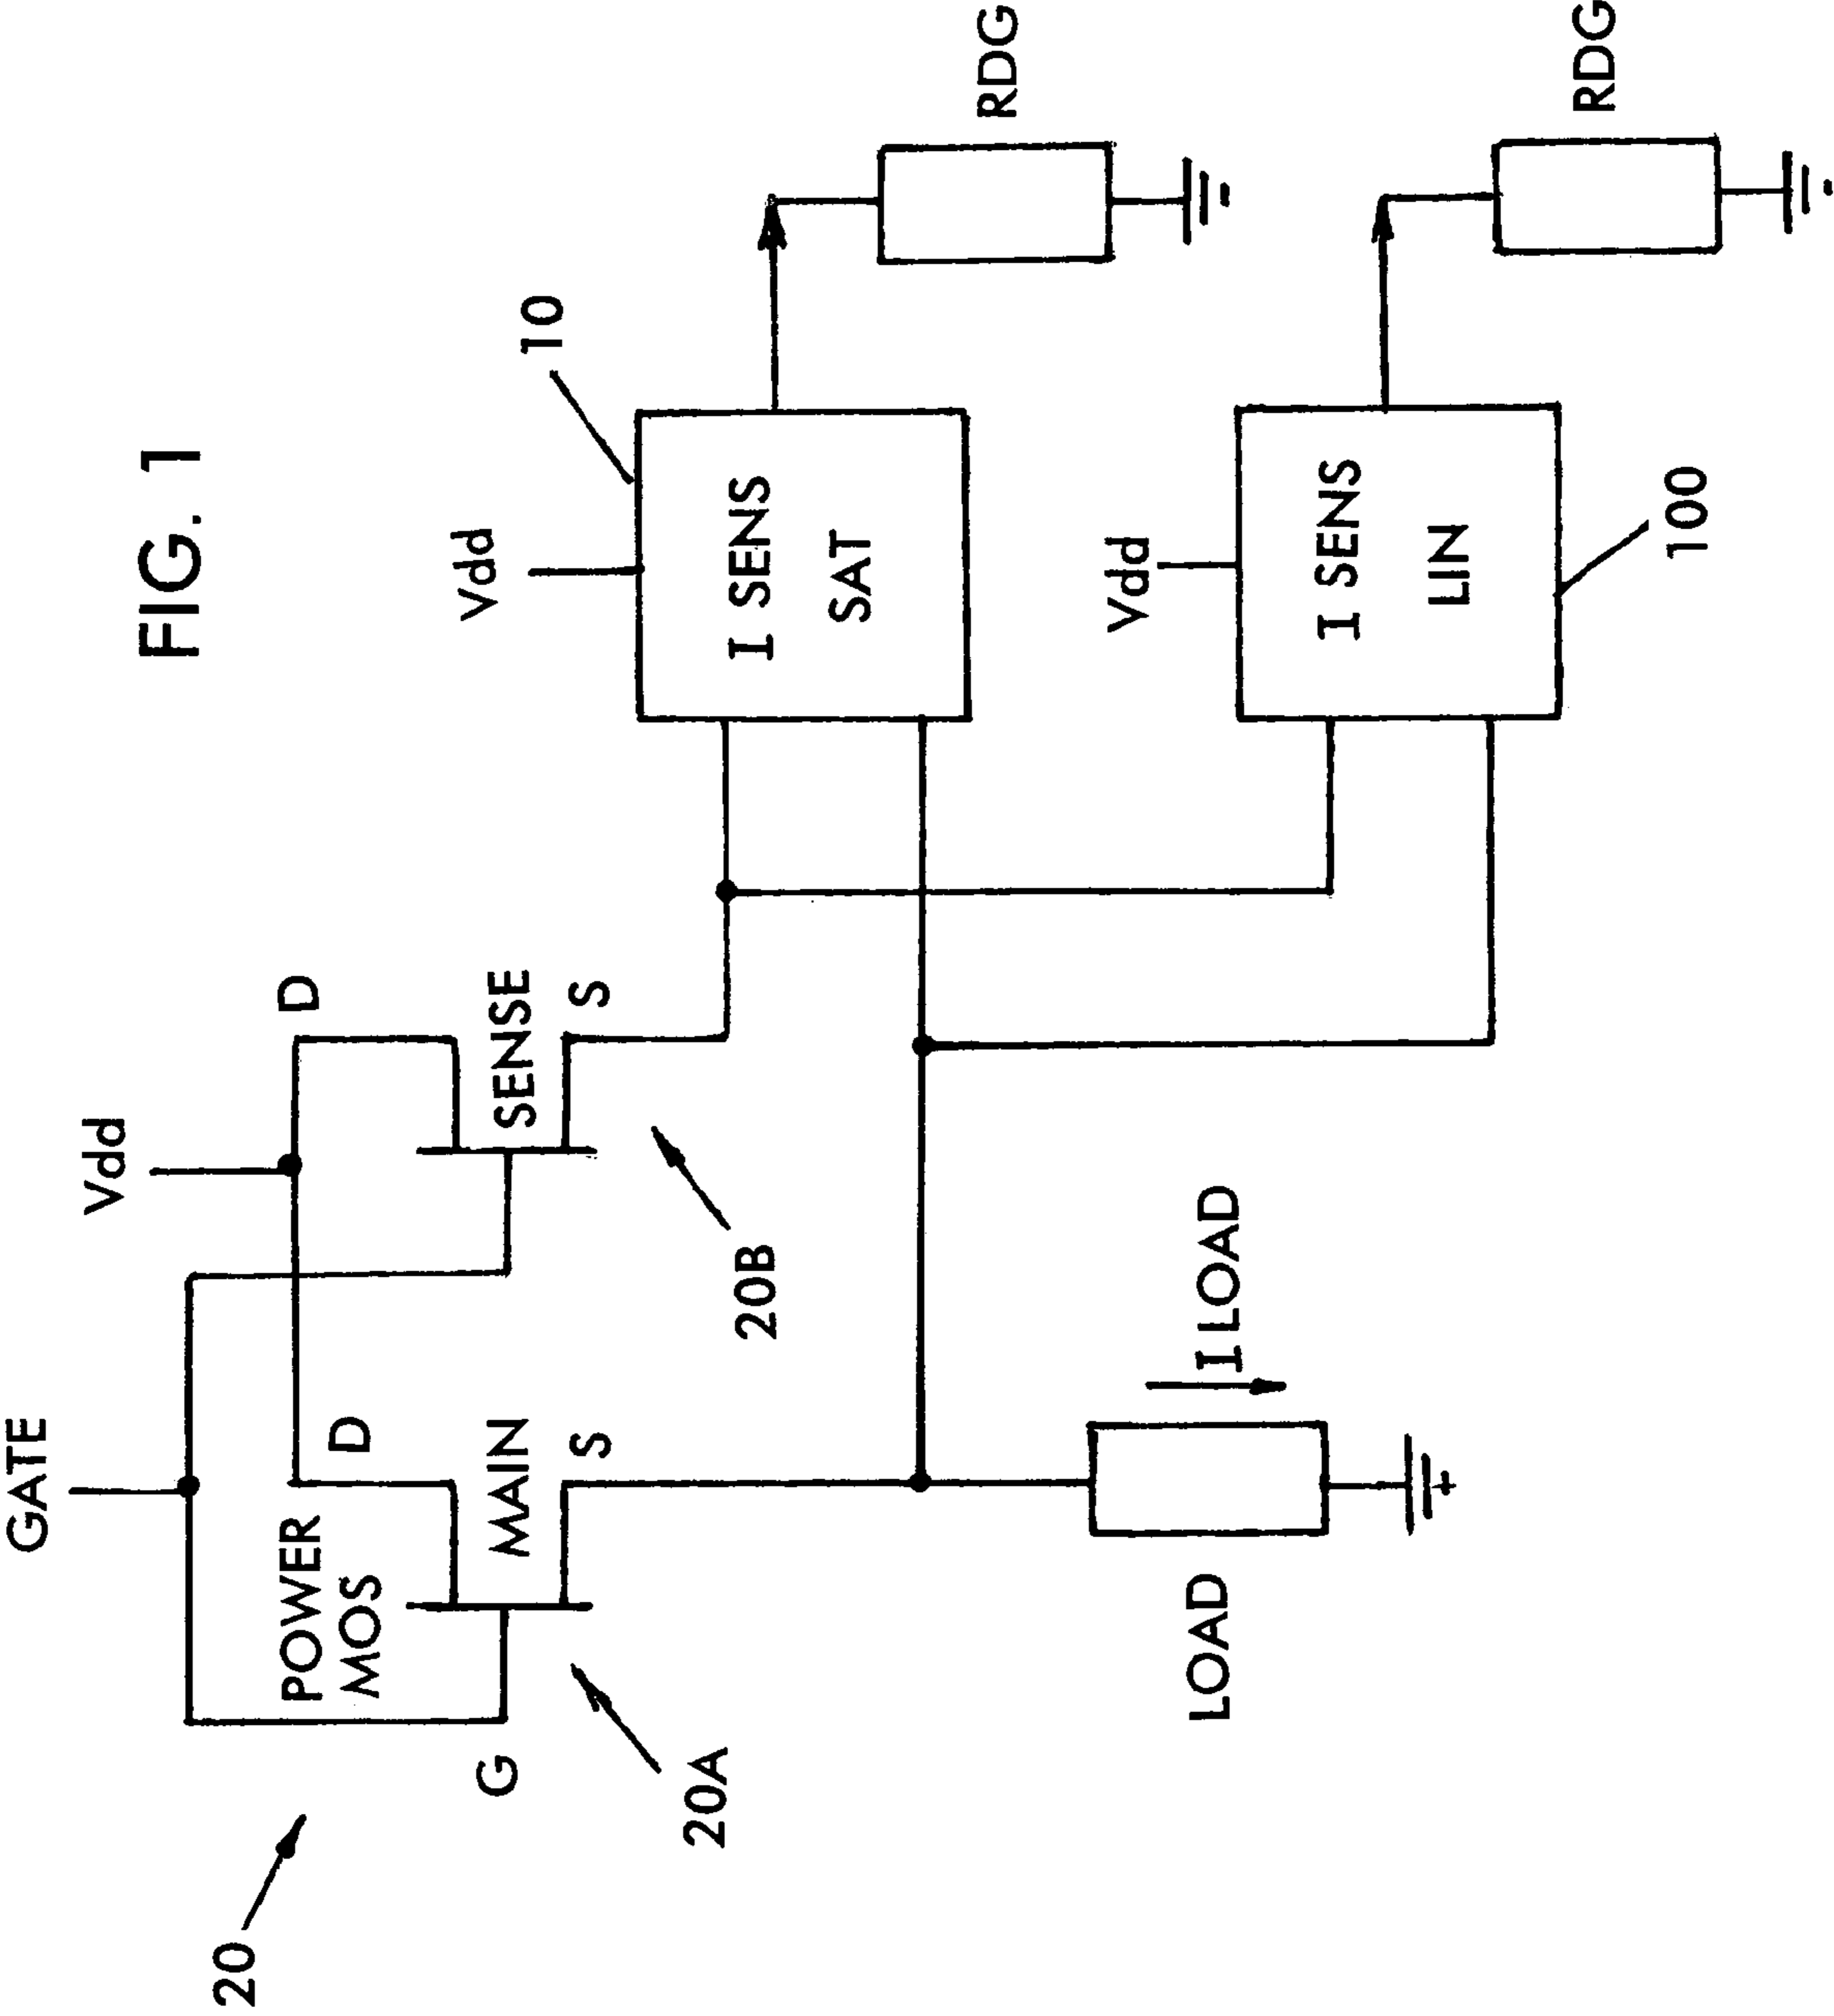 FIG. 1
GATE
Vdd
20
POWER
MOS
D
D
G
MAIN
SENSE
S
S
20A
20B
LOAD
I LOAD
Vdd
10
I SENS
SAT
RDG
Vdd
I SENS
LIN
100
RDG